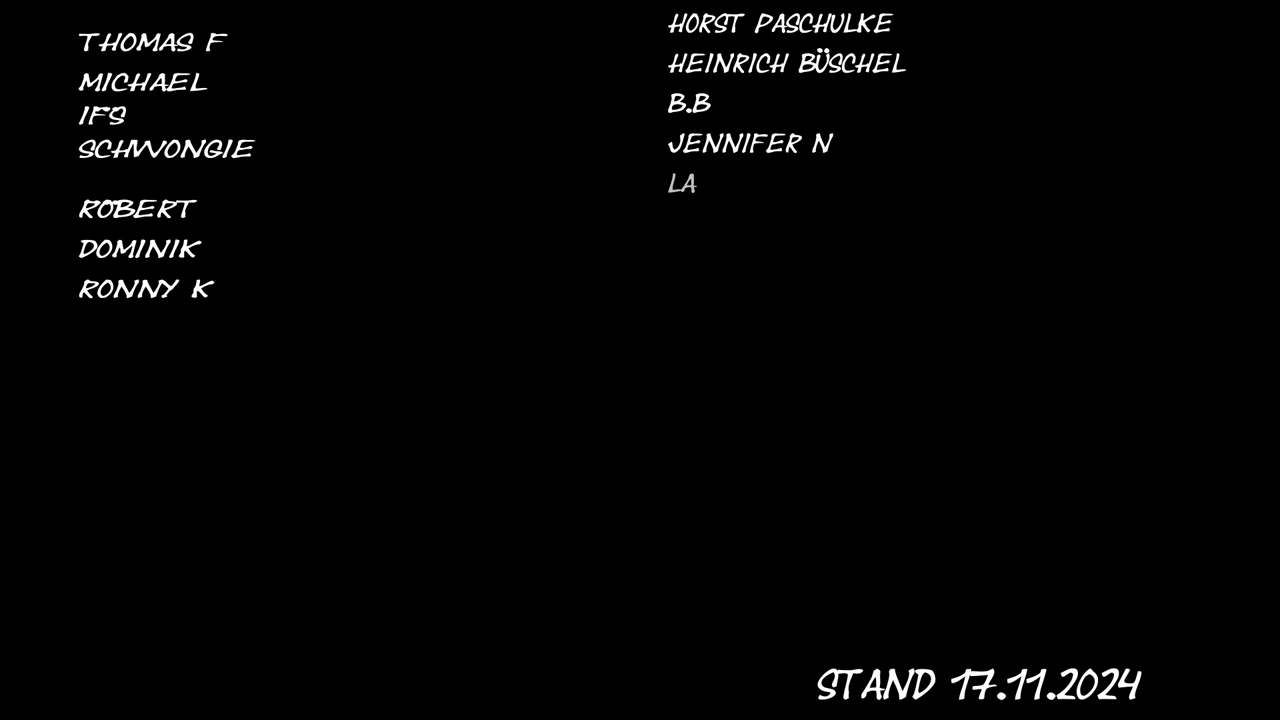 THOMAS F
MICHAEL
IFS
SCHWONGIE
ROBERT
DOMINIK
RONNY K
HORST PASCHULKE
HEINRICH BÜSCHEL
B.B
JENNIFER N
LA
STAND 17.11.2024